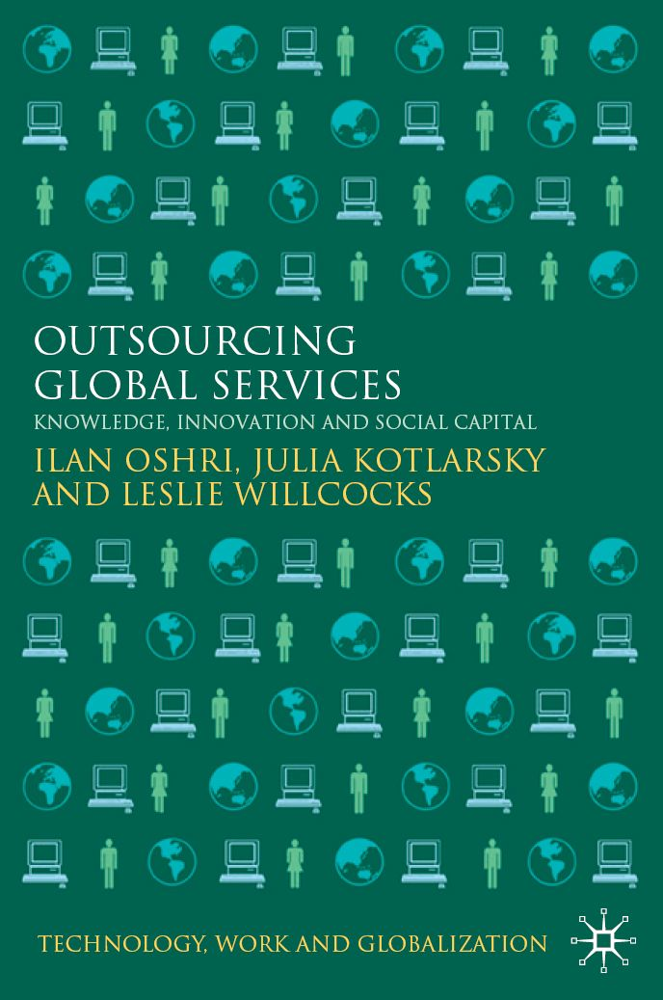 OUTSOURCING
GLOBAL SERVICES
KNOWLEDGE, INNOVATION AND SOCIAL CAPITAL
ILAN OSHRI, JULIA KOTLARSKY
AND LESLIE WILLCOCKS
TECHNOLOGY, WORK AND GLOBALIZATION